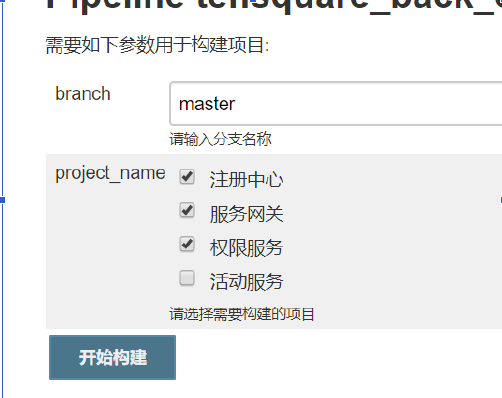 Pipeline tensquare_back_
需要如下参数用于构建项目:
branch
master
请输入分支名称
project_name
注册中心
服务网关
权限服务
活动服务
请选择需要构建的项目
开始构建